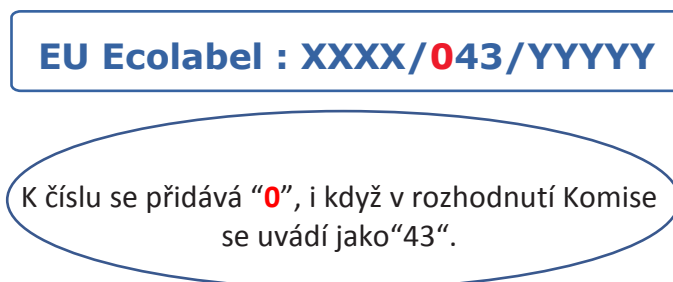 EU Ecolabel : XXXX/043/YYYYY
K číslu se přidává “0”, i když v rozhodnutí Komise
se uvádí jako“43“.